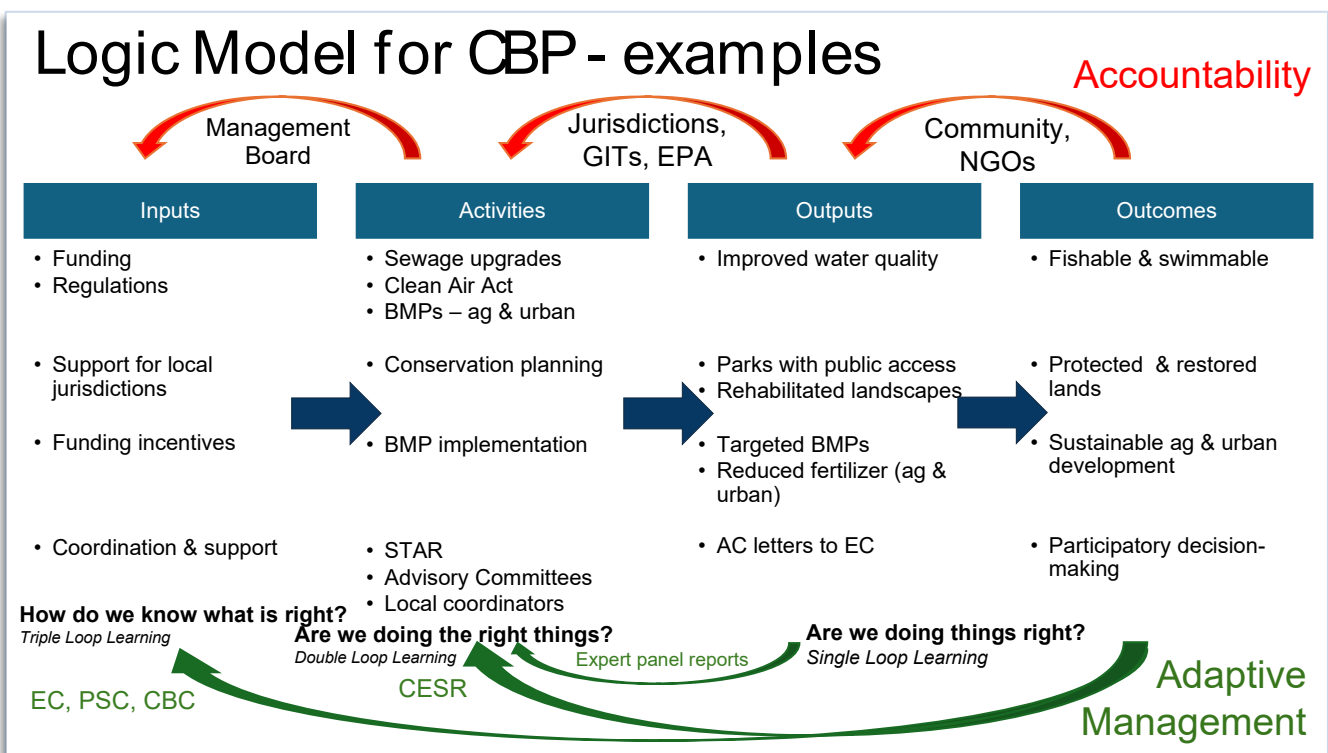 Logic Model for CBP - examples
Accountability
Management
Board
Jurisdictions,
GITs, EPA
Community,
NGOs
Inputs
• Funding
• Regulations
• Support for local
jurisdictions
• Funding incentives
• Coordination & support
Activities
• Sewage upgrades
• Clean Air Act
• BMPs – ag & urban
• Conservation planning
• BMP implementation
• STAR
• Advisory Committees
• Local coordinators
Outputs
• Improved water quality
• Parks with public access
• Rehabilitated landscapes
• Targeted BMPs
• Reduced fertilizer (ag &
urban)
• AC letters to EC
Outcomes
• Fishable & swimmable
• Protected & restored
lands
• Sustainable ag & urban
development
• Participatory decision-
making
How do we know what is right?
Triple Loop Learning
EC, PSC, CBC
Are we doing the right things?
Double Loop Learning
CESR
Expert panel reports
Are we doing things right?
Single Loop Learning
Adaptive
Management